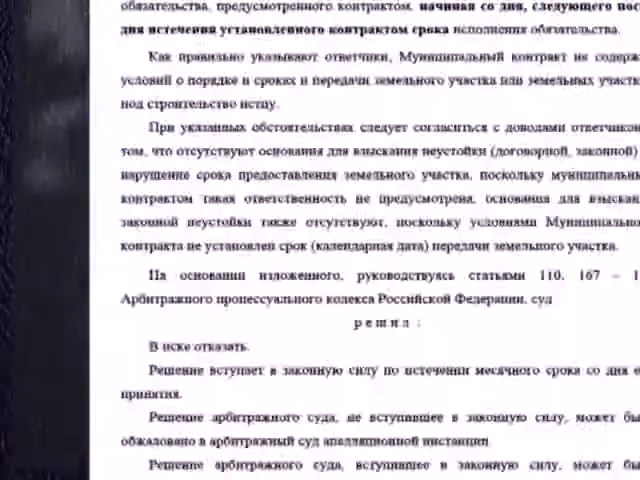 обязательства, предусмотренного контрактом, начиная со дня, следующего
дня истечения установленного контрактом срока исполнения обязательства.
Как правильно указывают ответчики, Муниципальный контракт не содерж
условий о порядке и сроках и передачи земельного участка или земельных участк
под строительство истцу.
При указанных обстоятельствах следует согласиться с доводами ответчиков
том, что отсутствуют основания для взыскания неустойки (договорной, законной)
нарушение срока предоставления земельного участка, поскольку муниципальн
контрактом такая ответственность не предусмотрена, основания для взыскан
законной неустойки также отсутствуют, поскольку условиями Муниципально
контракта не установлен срок (календарная дата) передачи земельного участка.
На основании изложенного, руководствуясь статьями 110, 167 – 1
Арбитражного процессуального кодекса Российской Федерации, суд
р е ш и л :
В иске отказать.
Решение вступает в законную силу по истечении месячного срока со дня е
принятия.
Решение арбитражного суда, не вступившее в законную силу, может бы
обжаловано в арбитражный суд апелляционной инстанции
Решение арбитражного суда, вступившее в законную силу, может бы